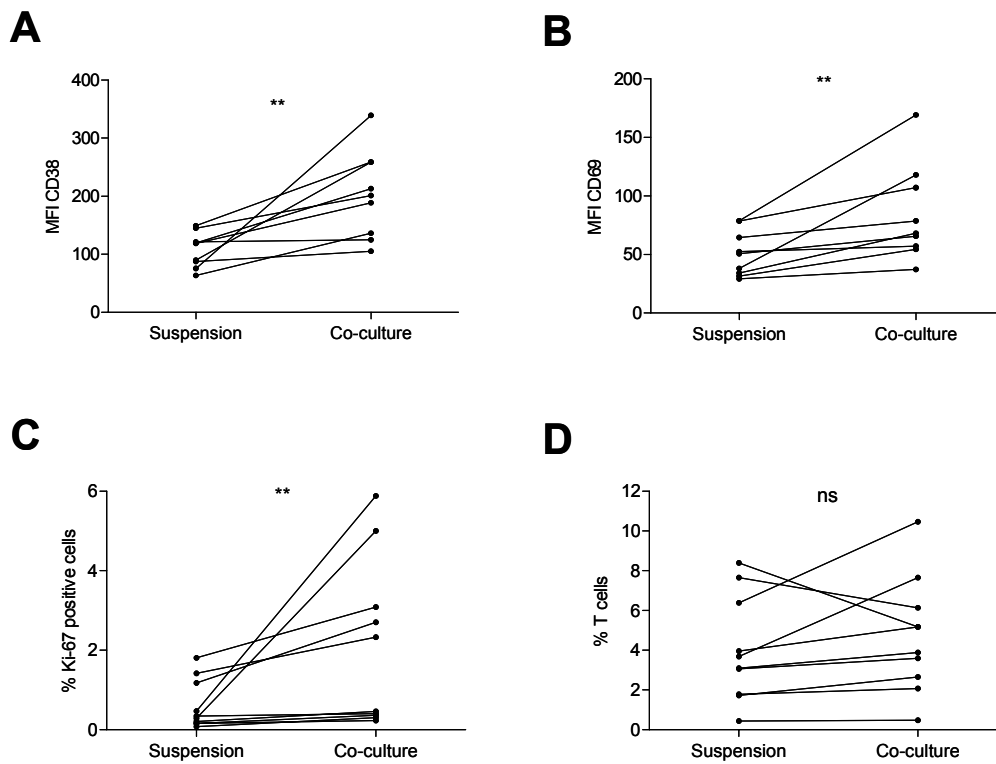 A
B
400
300
200
100
0
MFI CD38
**
Suspension
Co-culture
200
150
100
50
0
MFI CD69
**
Suspension
Co-culture
C
D
6
4
2
0
% Ki-67 positive cells
**
Suspension
Co-culture
12
10
8
6
4
2
0
% T cells
ns
Suspension
Co-culture